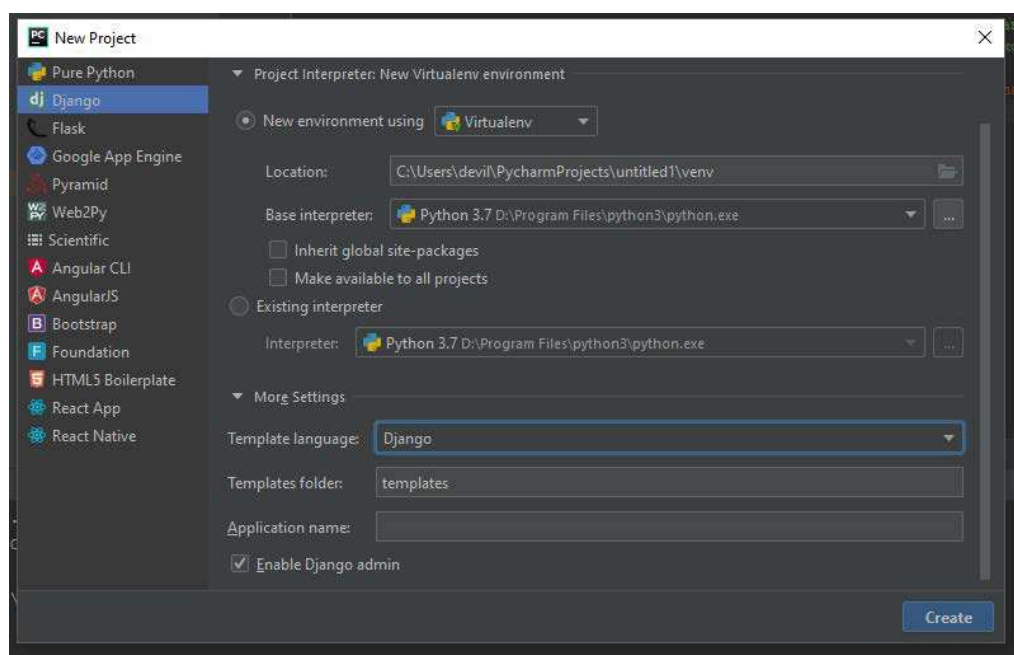 New Project
Pure Python
Django
Flask
Google App Engine
Pyramid
Web2Py
Scientific
Angular CLI
AngularJS
Bootstrap
Foundation
HTML5 Boilerplate
React App
React Native
Project Interpreter: New Virtualenv environment
New environment using Virtualenv
Location: C:\Users\devil\PycharmProjects\untitled1\venv
Base interpreter: Python 3.7 D:\Program Files\python3\python.exe ...
Inherit global site-packages
Make available to all projects
Existing interpreter
Interpreter: Python 3.7 D:\Program Files\python3\python.exe ...
More Settings
Template language: Django
Templates folder: templates
Application name:
Enable Django admin
Create